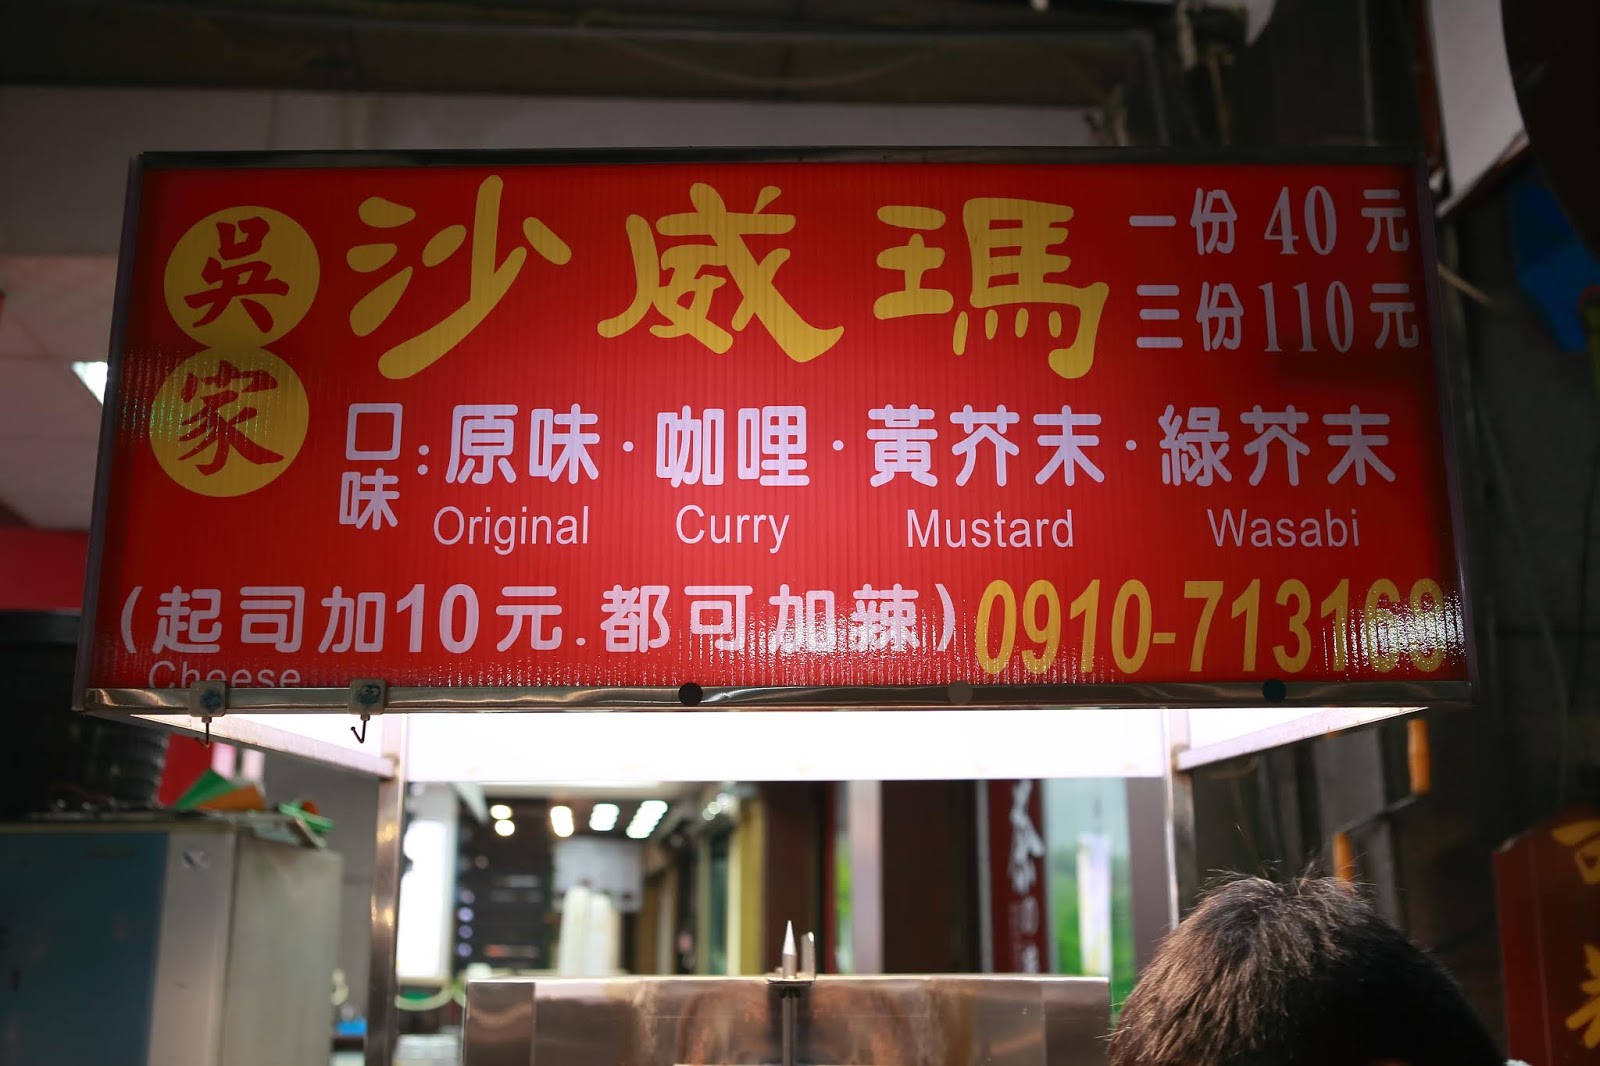 吳家
沙威瑪
一份 40 元
三份 110 元
口味:原味·咖哩·黃芥末·綠芥末
Original Curry Mustard Wasabi
(起司加10元.都可加辣) 0910-713169
Cheese